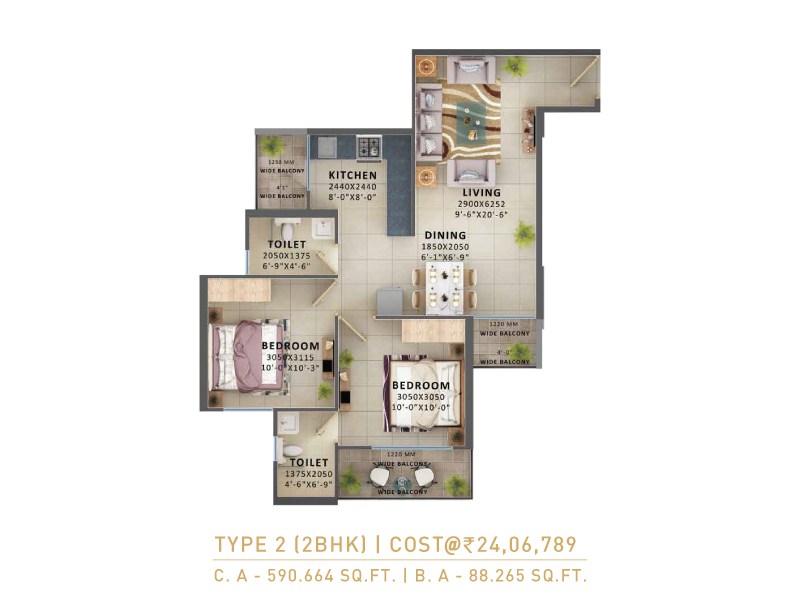 1250 MM
WIDE BALCONY
4'1"
WIDE BALCONY
KITCHEN
2440X2440
8'-0"X8'-0"
LIVING
2900X6252
9'-6"X20'-6"
DINING
1850X2050
6'-1"X6'-9"
TOILET
2050X1375
6'-9"X4'-6"
1220 MM
WIDE BALCONY
4'-0"
WIDE BALCONY
BEDROOM
3050X3115
10'-0"X10'-3"
BEDROOM
3050X3050
10'-0"X10'-0"
TOILET
1375X2050
4'-6"X6'-9"
1220 MM
WIDE BALCONY
WIDE BALCONY
TYPE 2 (2BHK) | COST@₹24,06,789
C. A - 590.664 SQ.FT. | B. A - 88.265 SQ.FT.